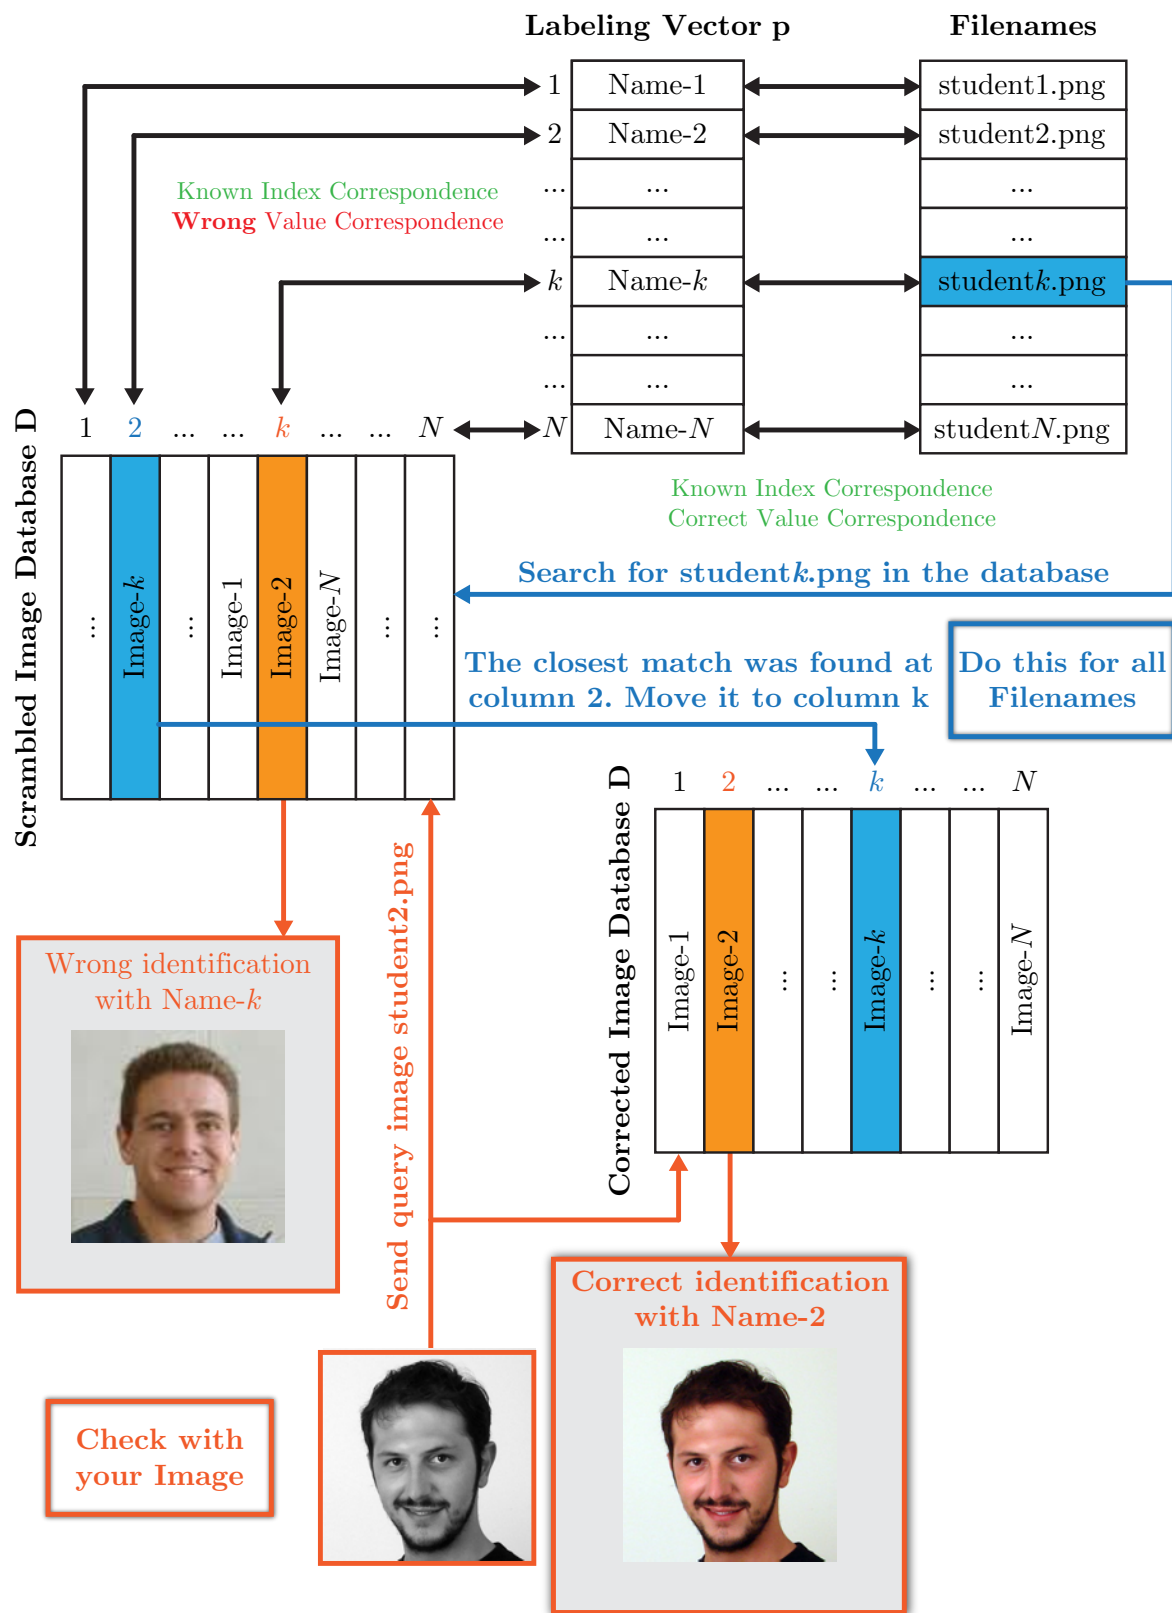 Labeling Vector p
Filenames
1 Name-1 student1.png
2 Name-2 student2.png
... ... ...
... ... ...
k Name-k studentk.png
... ... ...
... ... ...
N Name-N studentN.png
Known Index Correspondence
Wrong Value Correspondence
Known Index Correspondence
Correct Value Correspondence
Scrambled Image Database D
1 2 ... ... k ... ... N
... Image-k ... Image-1 Image-2 Image-N ... ...
Search for studentk.png in the database
The closest match was found at
column 2. Move it to column k
Do this for all
Filenames
Corrected Image Database D
1 2 ... ... k ... ... N
Image-1 Image-2 ... ... Image-k ... ... Image-N
Wrong identification
with Name-k
Send query image student2.png
Correct identification
with Name-2
Check with
your Image